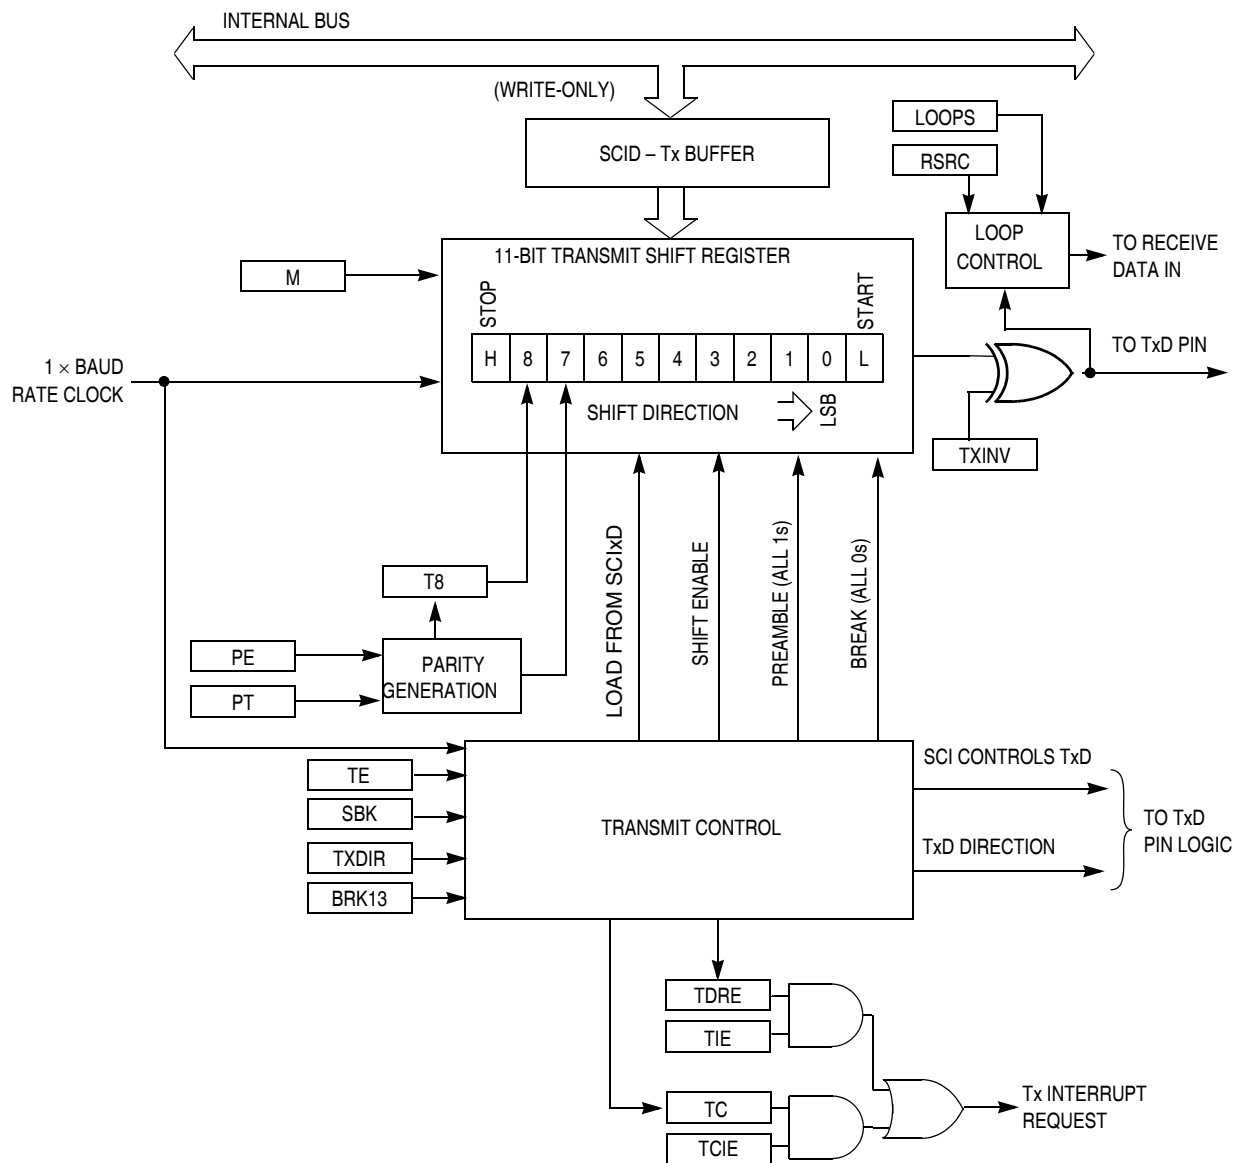 INTERNAL BUS
(WRITE-ONLY)
LOOPS
SCID – Tx BUFFER
RSRC
11-BIT TRANSMIT SHIFT REGISTER
LOOP
CONTROL
TO RECEIVE
DATA IN
M
STOP
START
H 8 7 6 5 4 3 2 1 0 L
TO TxD PIN
1 × BAUD
RATE CLOCK
SHIFT DIRECTION
LSB
TXINV
LOAD FROM SCIxD
SHIFT ENABLE
PREAMBLE (ALL 1s)
BREAK (ALL 0s)
T8
PE
PT
PARITY
GENERATION
TE
SBK
TXDIR
BRK13
TRANSMIT CONTROL
SCI CONTROLS TxD
TxD DIRECTION
TO TxD
PIN LOGIC
TDRE
TIE
TC
TCIE
Tx INTERRUPT
REQUEST